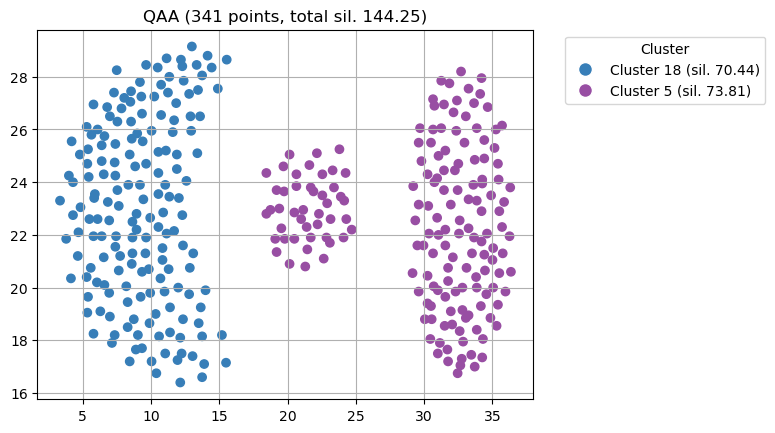 QAA (341 points, total sil. 144.25)
Cluster
Cluster 18 (sil. 70.44)
Cluster 5 (sil. 73.81)
28
26
24
22
20
18
16
5 10 15 20 25 30 35